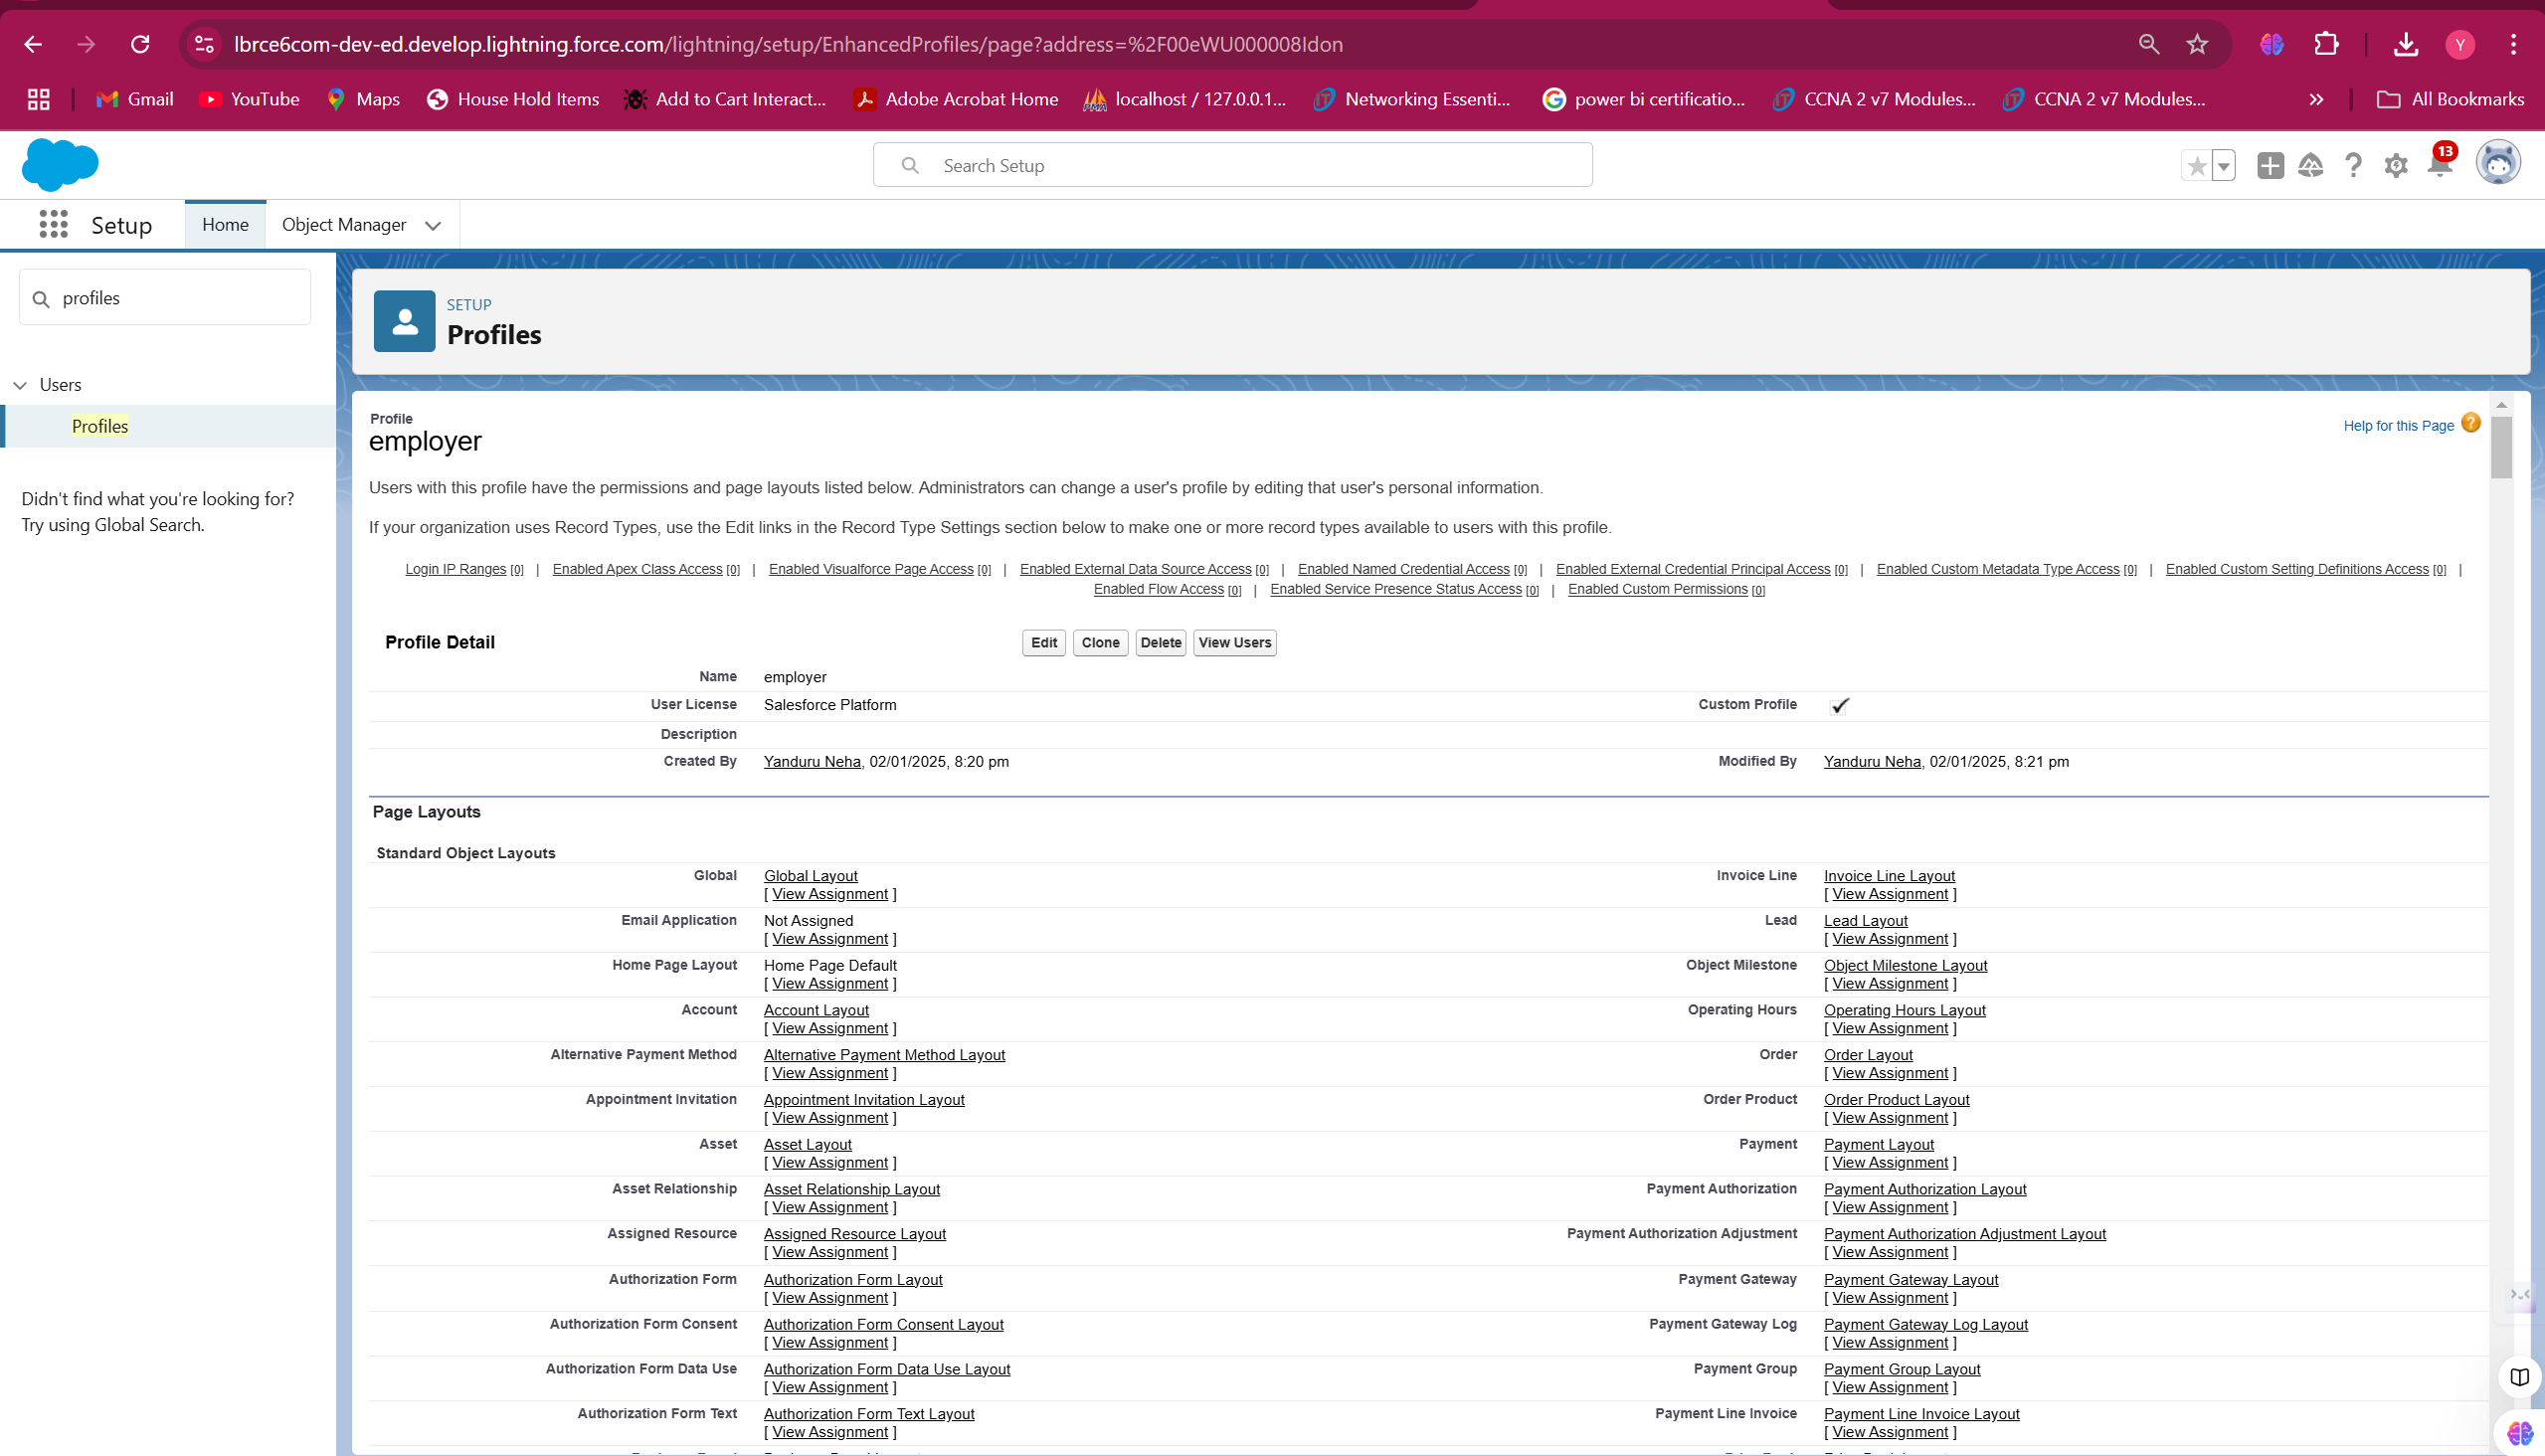 lbrce6com-dev-ed.develop.lightning.force.com/lightning/setup/EnhancedProfiles/page?address=%2F00eWU000008Idon
Y
Gmail
YouTube
Maps
House Hold Items
Add to Cart Interact...
Adobe Acrobat Home
localhost / 127.0.0.1...
Networking Essenti...
power bi certificatio...
CCNA 2 v7 Modules...
CCNA 2 v7 Modules...
All Bookmarks
Search Setup
13
Setup
Home
Object Manager
profiles
Users
Profiles
Didn't find what you're looking for?
Try using Global Search.
SETUP
Profiles
Profile
employer
Help for this Page
Users with this profile have the permissions and page layouts listed below. Administrators can change a user's profile by editing that user's personal information.
If your organization uses Record Types, use the Edit links in the Record Type Settings section below to make one or more record types available to users with this profile.
Login IP Ranges [0] | Enabled Apex Class Access [0] | Enabled Visualforce Page Access [0] | Enabled External Data Source Access [0] | Enabled Named Credential Access [0] | Enabled External Credential Principal Access [0] | Enabled Custom Metadata Type Access [0] | Enabled Custom Setting Definitions Access [0] |
Enabled Flow Access [0] | Enabled Service Presence Status Access [0] | Enabled Custom Permissions [0]
Profile Detail
Edit Clone Delete View Users
Name employer
User License Salesforce Platform Custom Profile
Description
Created By Yanduru Neha, 02/01/2025, 8:20 pm Modified By Yanduru Neha, 02/01/2025, 8:21 pm
Page Layouts
Standard Object Layouts
Global Global Layout Invoice Line Invoice Line Layout
[ View Assignment ] [ View Assignment ]
Email Application Not Assigned Lead Lead Layout
[ View Assignment ] [ View Assignment ]
Home Page Layout Home Page Default Object Milestone Object Milestone Layout
[ View Assignment ] [ View Assignment ]
Account Account Layout Operating Hours Operating Hours Layout
[ View Assignment ] [ View Assignment ]
Alternative Payment Method Alternative Payment Method Layout Order Order Layout
[ View Assignment ] [ View Assignment ]
Appointment Invitation Appointment Invitation Layout Order Product Order Product Layout
[ View Assignment ] [ View Assignment ]
Asset Asset Layout Payment Payment Layout
[ View Assignment ] [ View Assignment ]
Asset Relationship Asset Relationship Layout Payment Authorization Payment Authorization Layout
[ View Assignment ] [ View Assignment ]
Assigned Resource Assigned Resource Layout Payment Authorization Adjustment Payment Authorization Adjustment Layout
[ View Assignment ] [ View Assignment ]
Authorization Form Authorization Form Layout Payment Gateway Payment Gateway Layout
[ View Assignment ] [ View Assignment ]
Authorization Form Consent Authorization Form Consent Layout Payment Gateway Log Payment Gateway Log Layout
[ View Assignment ] [ View Assignment ]
Authorization Form Data Use Authorization Form Data Use Layout Payment Group Payment Group Layout
[ View Assignment ] [ View Assignment ]
Authorization Form Text Authorization Form Text Layout Payment Line Invoice Payment Line Invoice Layout
[ View Assignment ] [ View Assignment ]